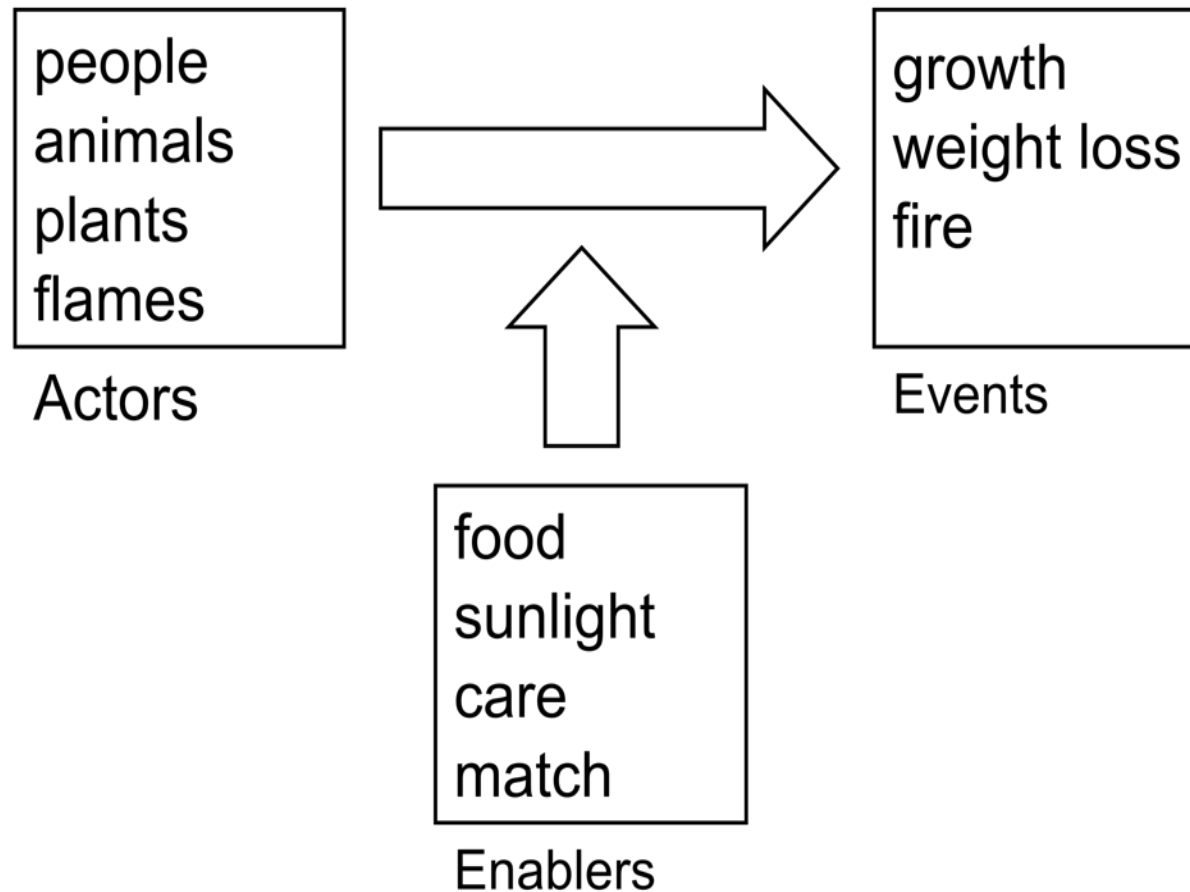 people
animals
plants
flames
Actors
growth
weight loss
fire
Events
food
sunlight
care
match
Enablers